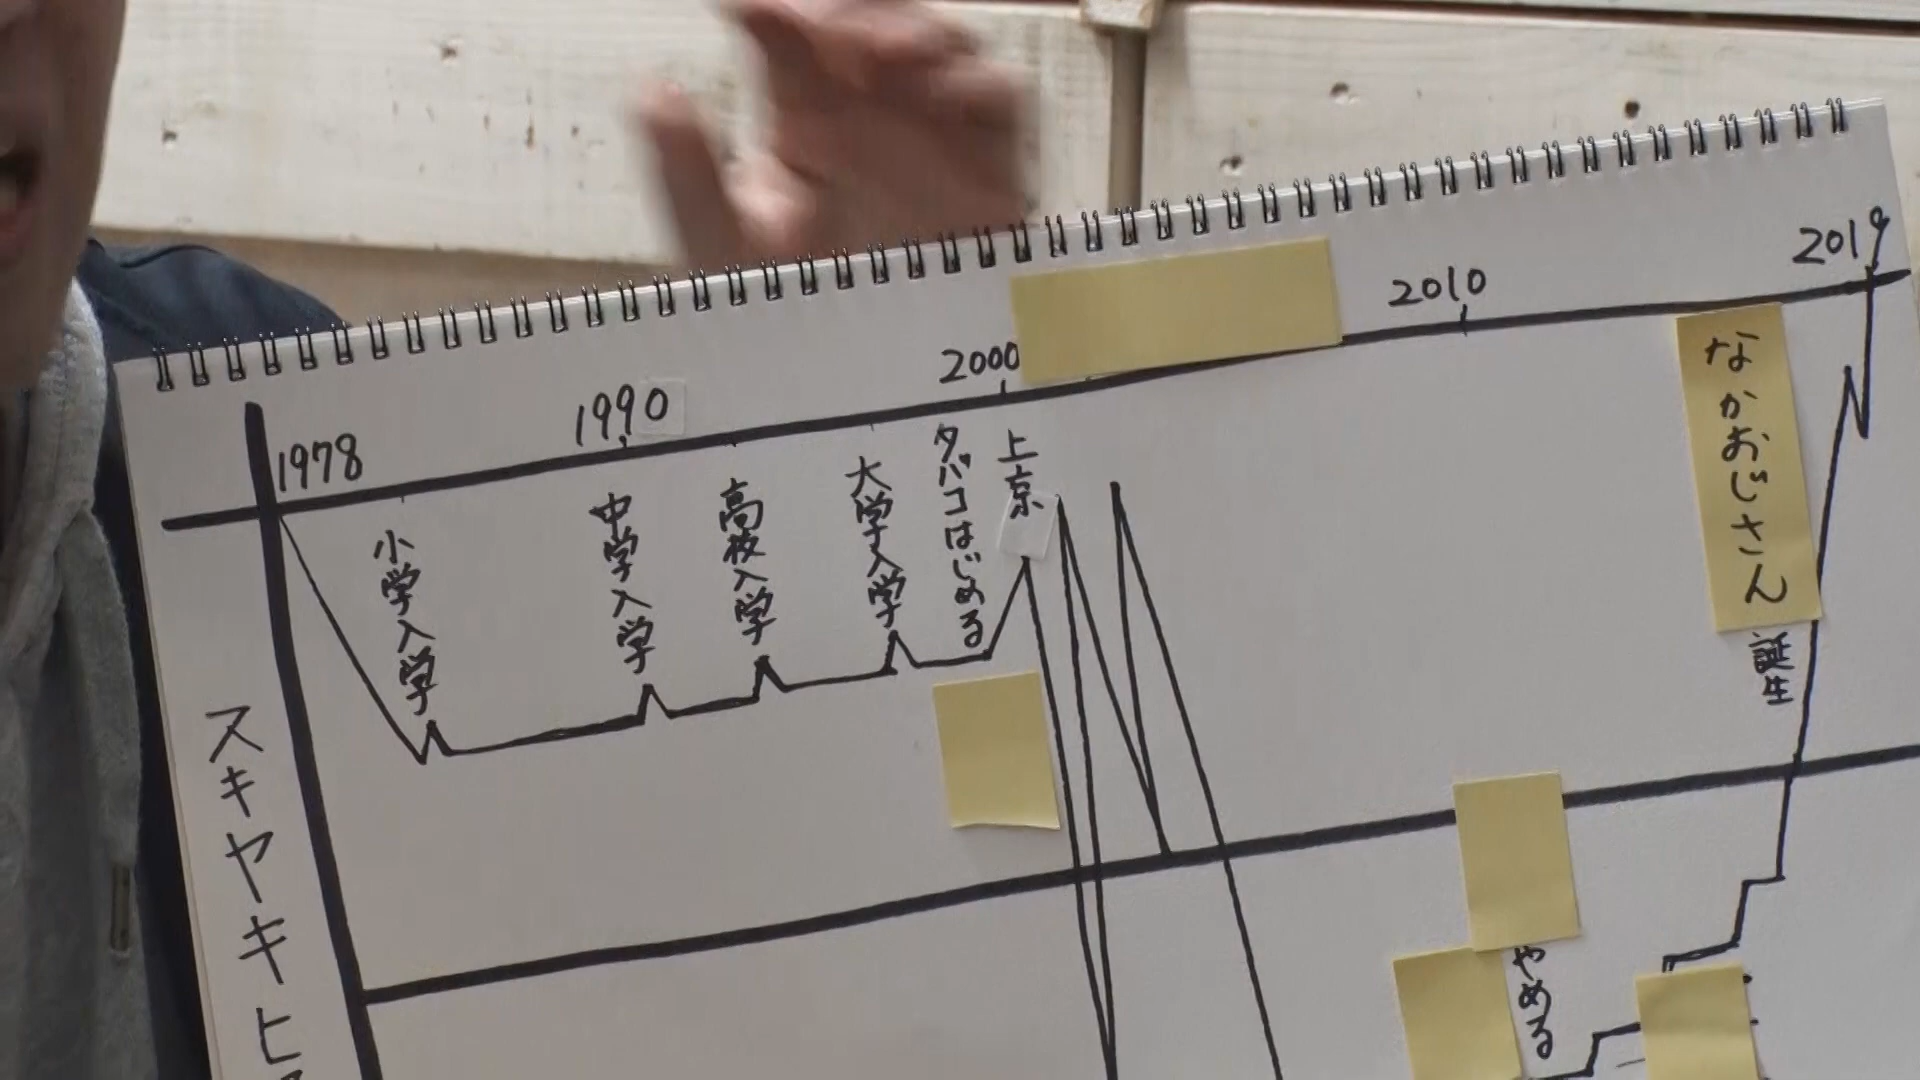 1978
1990
2000
2010
2019
小学入学
中学入学
高校入学
大学入学
タバコはじめる
上京
なかおじさん
誕生
やめる
スキヤキヒ